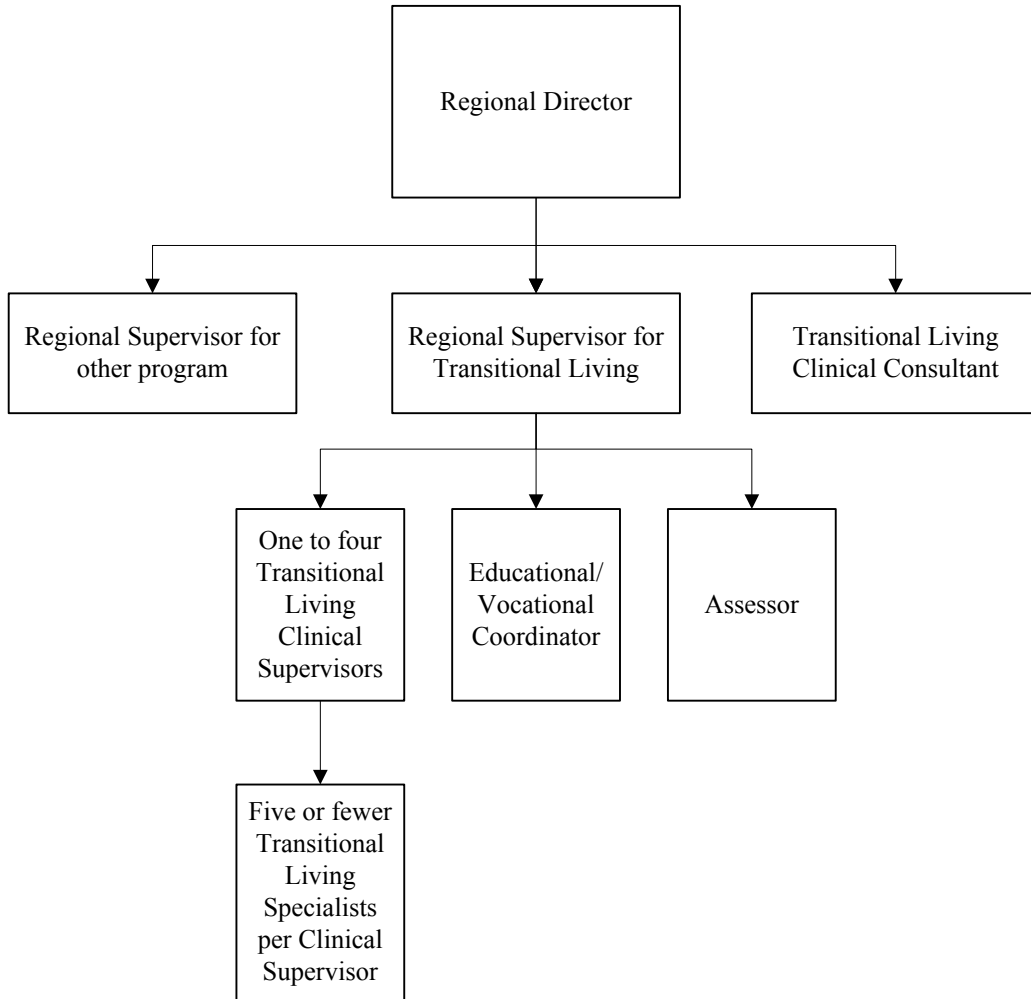 Regional Director
Regional Supervisor for
other program
Regional Supervisor for
Transitional Living
Transitional Living
Clinical Consultant
One to four
Transitional
Living
Clinical
Supervisors
Educational/
Vocational
Coordinator
Assessor
Five or fewer
Transitional
Living
Specialists
per Clinical
Supervisor